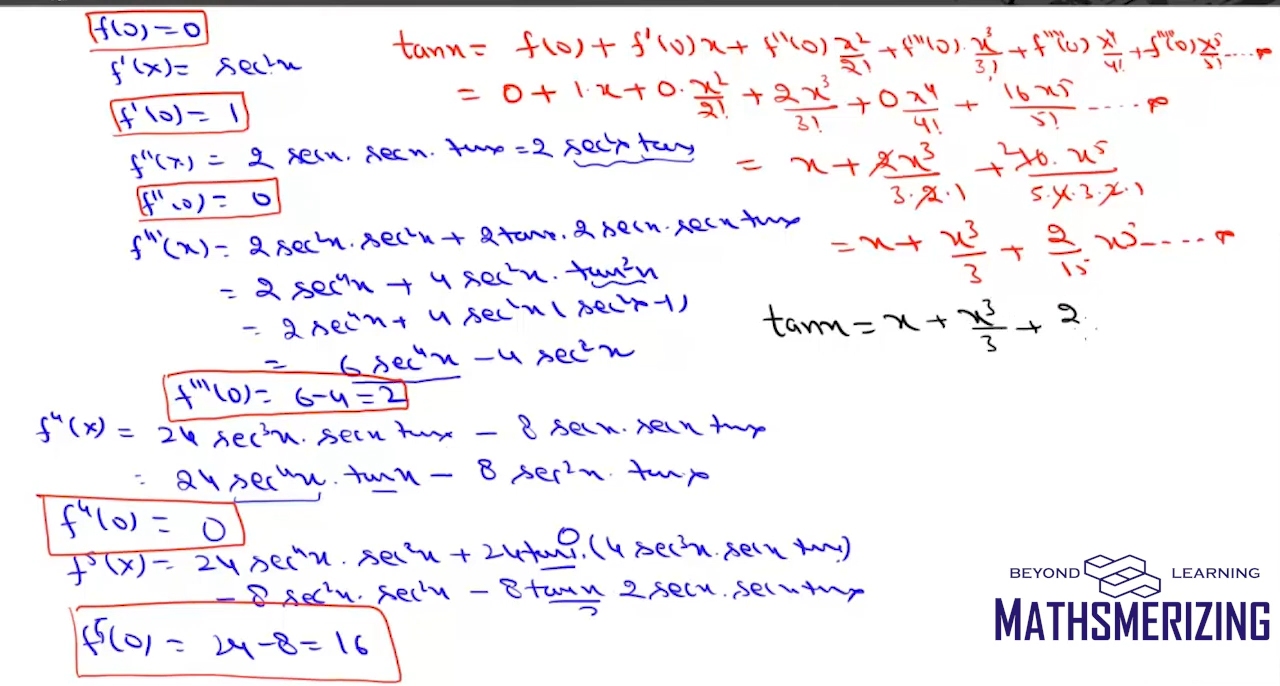 f(0) = 0
f'(x) = sec²x
f'(0) = 1
f''(x) = 2 secx. secx. tanx = 2 sec²x tanx
f''(0) = 0
f'''(x) = 2 sec²x. sec²x + 2tanx. 2 secx. secx tanx
= 2 sec⁴x + 4 sec²x. tan²x
= 2 sec⁴x + 4 sec²x (sec²x-1)
= 6 sec⁴x - 4 sec²x
f'''(0) = 6-4 = 2
f⁴(x) = 24 sec³x. secx tanx - 8 secx. secx tanx
= 24 sec⁴x. tanx - 8 sec²x. tanx
f⁴(0) = 0
f⁵(x) = 24 sec⁴x. sec²x + 24tanx.(4 sec³x. secx tanx)
0
- 8 sec²x. sec²x - 8 tanx 2 secx. secx tanx
f⁵(0) = 24-8 = 16
tanx = f(0) + f'(0)x + f''(0) x²/2! + f'''(0). x³/3! + f''''(0) x⁴/4! + f'''''(0) x⁵/5! .... ∞
= 0 + 1.x + 0. x²/2! + 2x³/3! + 0 x⁴/4! + 16x⁵/5! ..... ∞
= x + 2x³/3.2.1 + 2 16. x⁵/5.4.3.2.1
= x + x³/3 + 2/15 x⁵ ..... ∞
tanx = x + x³/3 + 2
BEYOND LEARNING
MATHSMERIZING